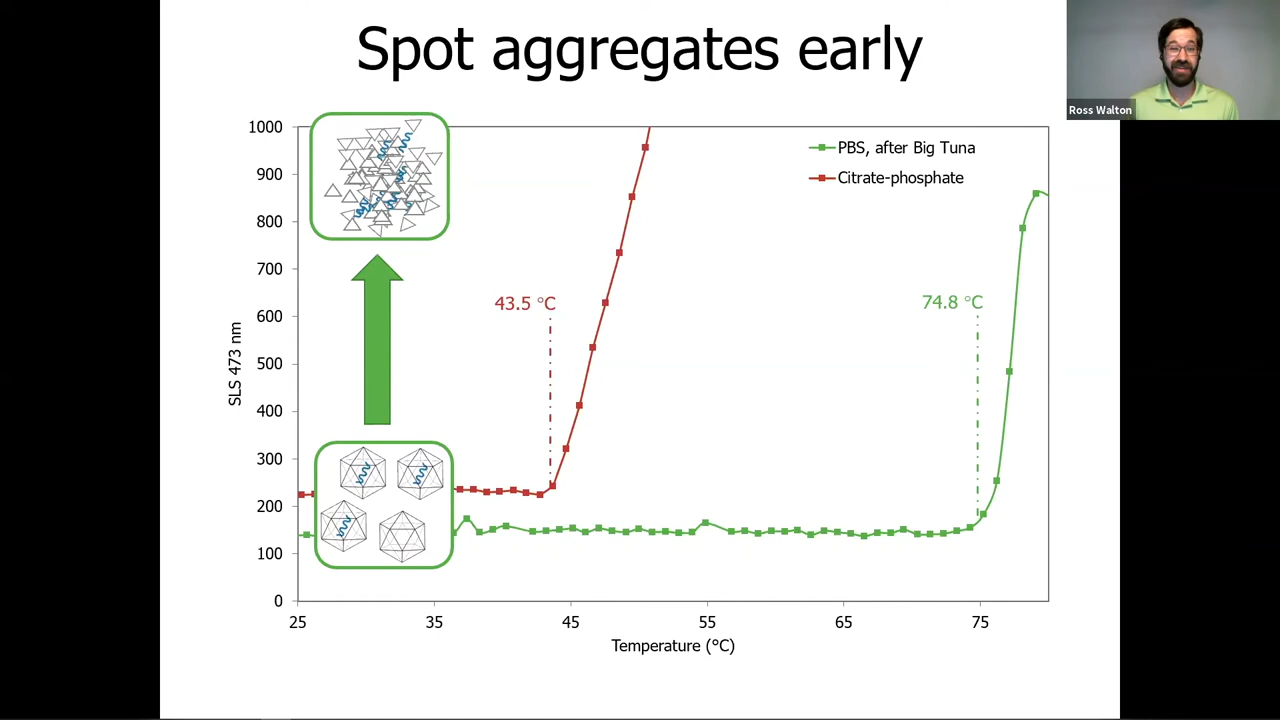 Spot aggregates early
Ross Walton
1000
900
800
700
600
500
400
300
200
100
0
SLS 473 nm
PBS, after Big Tuna
Citrate-phosphate
43.5 °C
74.8 °C
25 35 45 55 65 75
Temperature (°C)